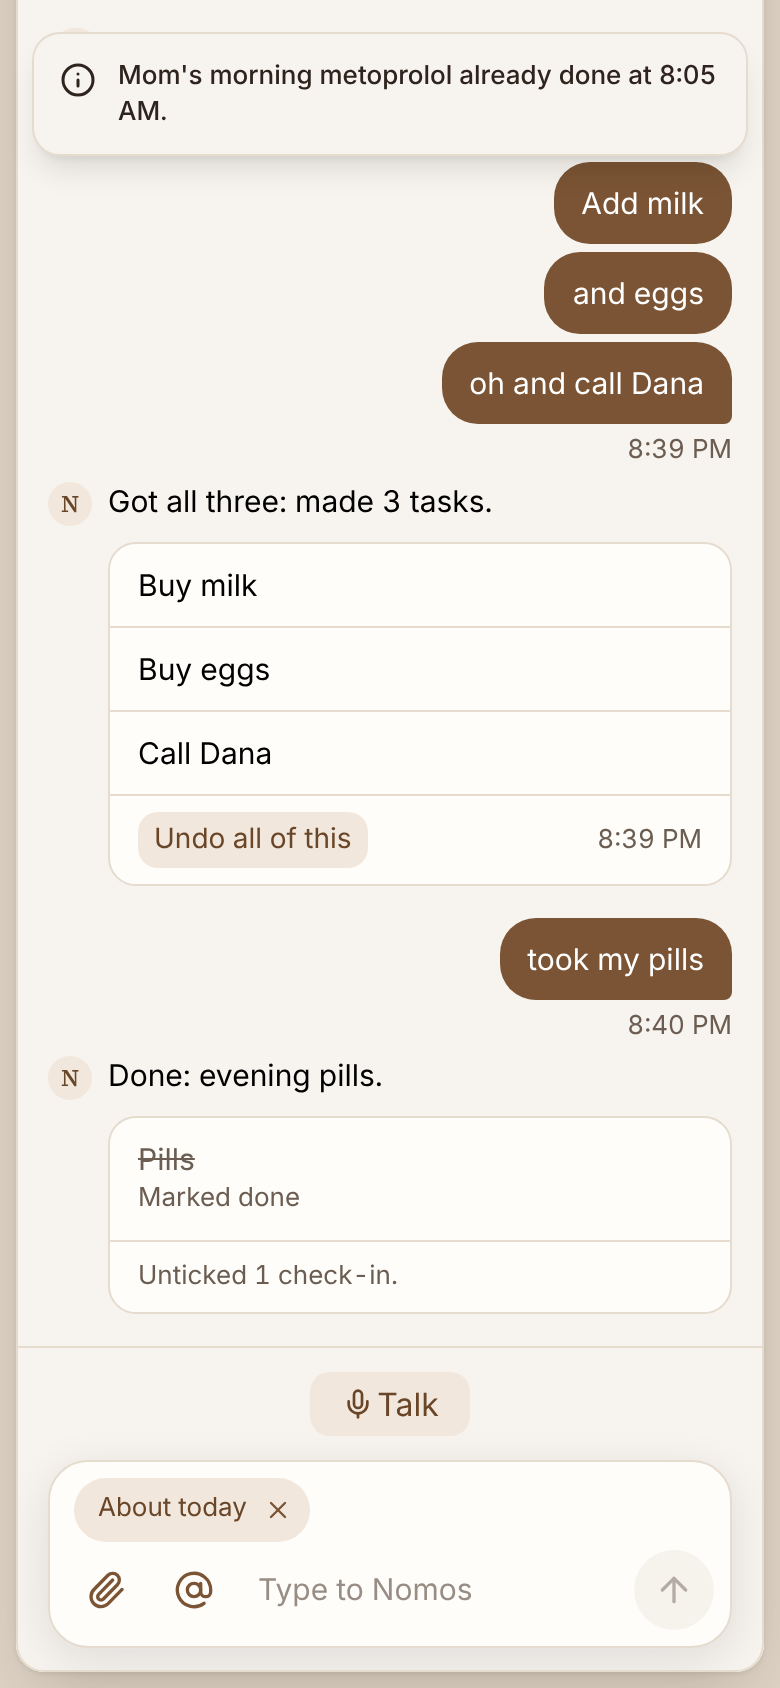 Mom's morning metoprolol already done at 8:05
AM.
Add milk
and eggs
oh and call Dana
8:39 PM
N
Got all three: made 3 tasks.
Buy milk
Buy eggs
Call Dana
Undo all of this
8:39 PM
took my pills
8:40 PM
N
Done: evening pills.
Pills
Marked done
Unticked 1 check-in.
Talk
About today
Type to Nomos